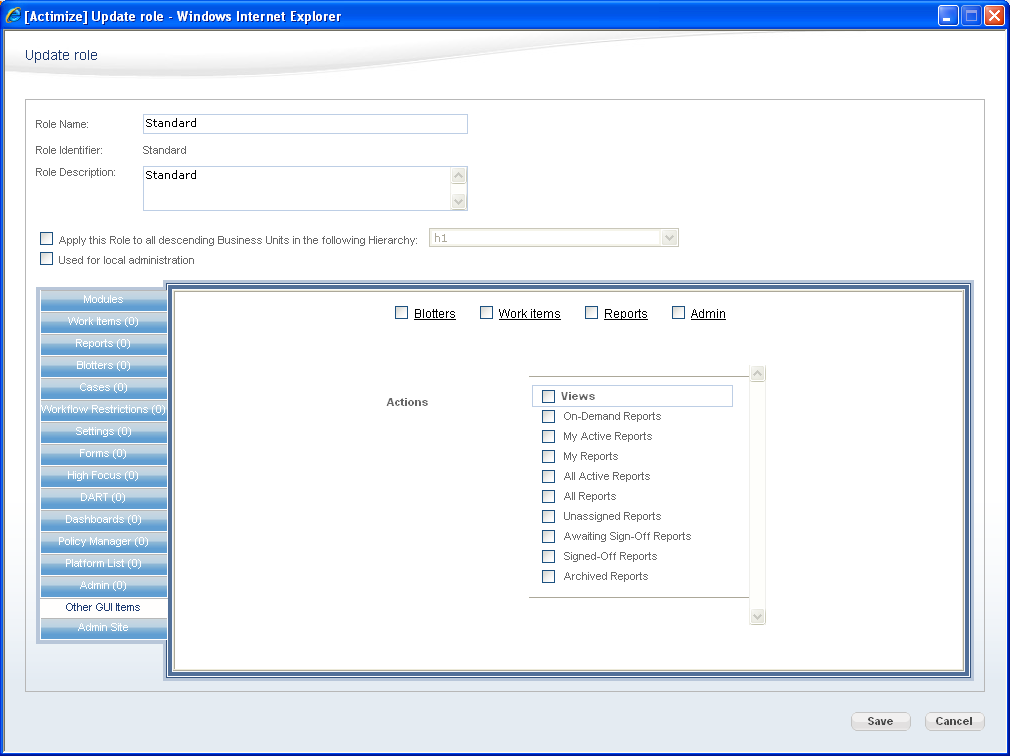 [Actimize] Update role - Windows Internet Explorer
Update role
Role Name: Standard
Role Identifier: Standard
Role Description: Standard
Apply this Role to all descending Business Units in the following Hierarchy: h1
Used for local administration
Modules
Work Items (0)
Reports (0)
Blotters (0)
Cases (0)
Workflow Restrictions (0)
Settings (0)
Forms (0)
High Focus (0)
DART (0)
Dashboards (0)
Policy Manager (0)
Platform List (0)
Admin (0)
Other GUI Items
Admin Site
Blotters Work items Reports Admin
Actions
Views
On-Demand Reports
My Active Reports
My Reports
All Active Reports
All Reports
Unassigned Reports
Awaiting Sign-Off Reports
Signed-Off Reports
Archived Reports
Save Cancel